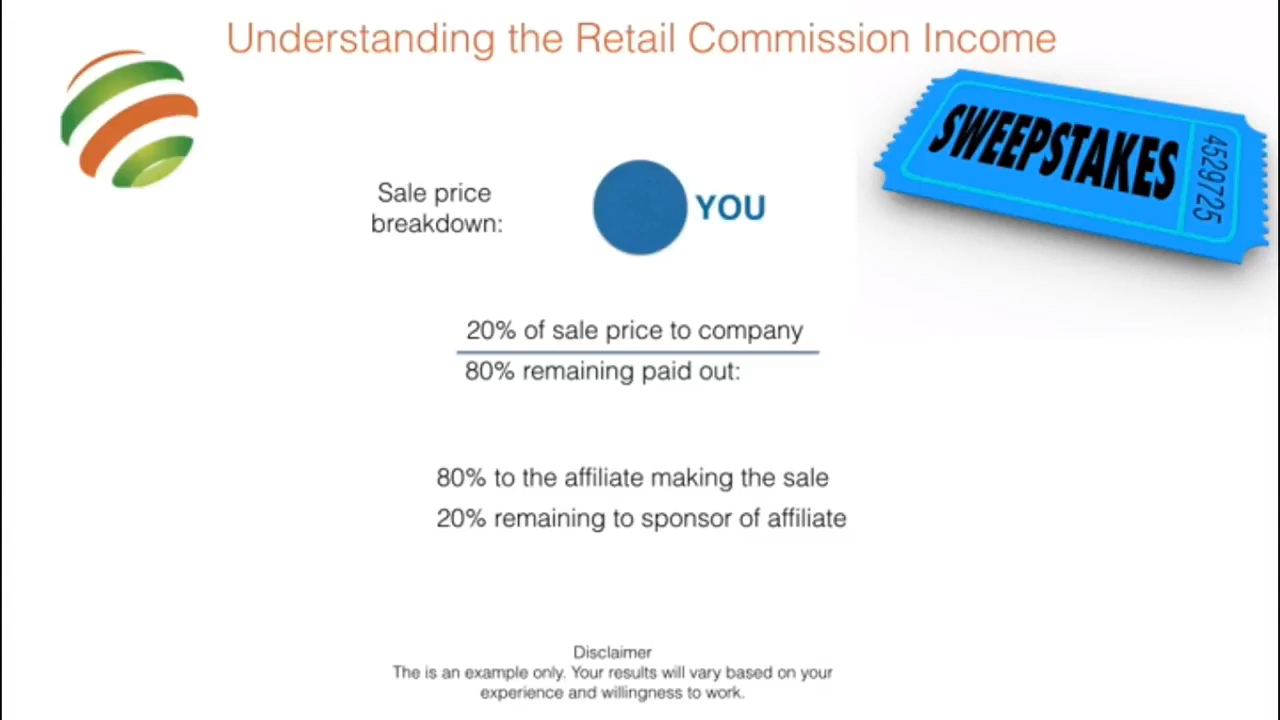 Understanding the Retail Commission Income
SWEEPSTAKES
4529725
Sale price
breakdown:
YOU
20% of sale price to company
80% remaining paid out:
80% to the affiliate making the sale
20% remaining to sponsor of affiliate
Disclaimer
The is an example only. Your results will vary based on your
experience and willingness to work.